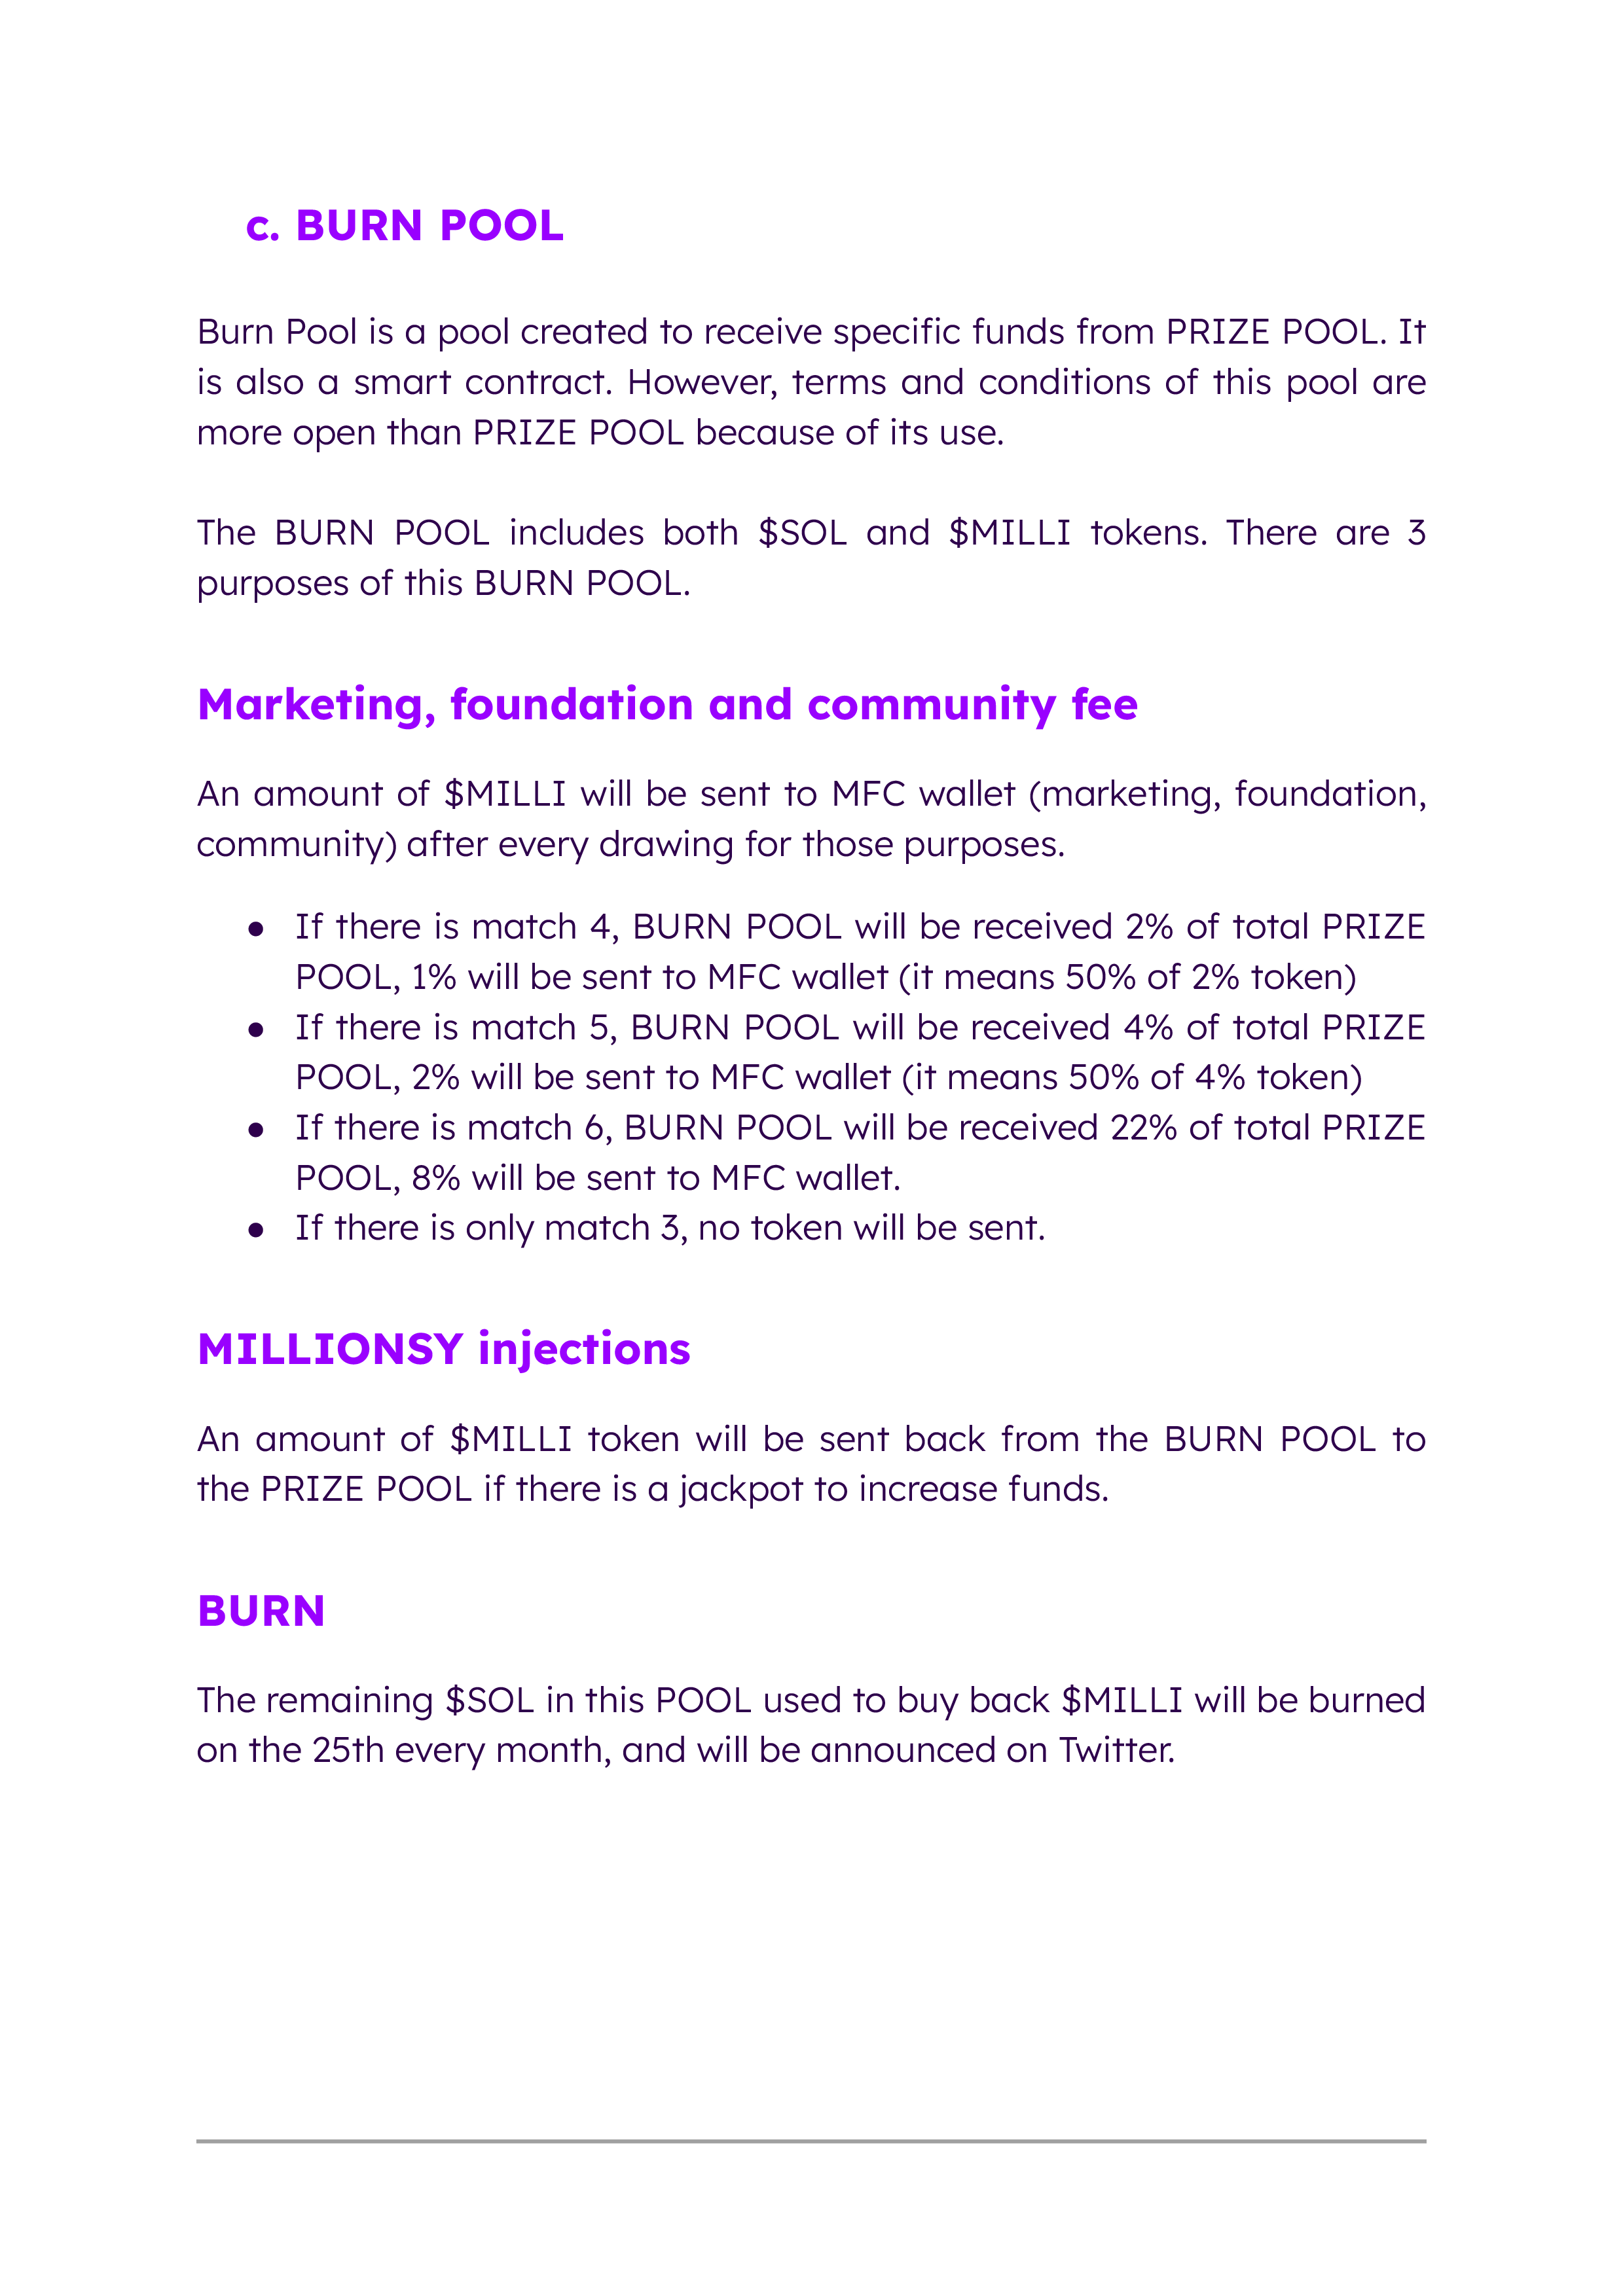 c. BURN POOL
Burn Pool is a pool created to receive specific funds from PRIZE POOL. It
is also a smart contract. However, terms and conditions of this pool are
more open than PRIZE POOL because of its use.
The BURN POOL includes both $SOL and $MILLI tokens. There are 3
purposes of this BURN POOL.
Marketing, foundation and community fee
An amount of $MILLI will be sent to MFC wallet (marketing, foundation,
community) after every drawing for those purposes.
● If there is match 4, BURN POOL will be received 2% of total PRIZE
POOL, 1% will be sent to MFC wallet (it means 50% of 2% token)
● If there is match 5, BURN POOL will be received 4% of total PRIZE
POOL, 2% will be sent to MFC wallet (it means 50% of 4% token)
● If there is match 6, BURN POOL will be received 22% of total PRIZE
POOL, 8% will be sent to MFC wallet.
● If there is only match 3, no token will be sent.
MILLIONSY injections
An amount of $MILLI token will be sent back from the BURN POOL to
the PRIZE POOL if there is a jackpot to increase funds.
BURN
The remaining $SOL in this POOL used to buy back $MILLI will be burned
on the 25th every month, and will be announced on Twitter.